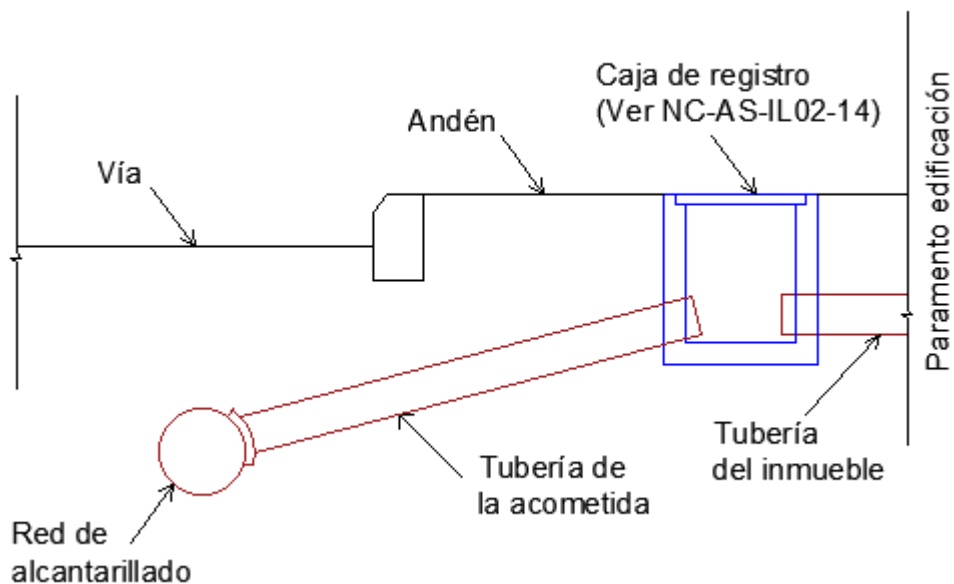 Caja de registro
(Ver NC-AS-IL02-14)
Andén
Vía
Paramento edificación
Tubería
del inmueble
Tubería de
la acometida
Red de
alcantarillado